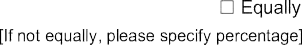 ☐ Equally
[If not equally, please specify percentage]